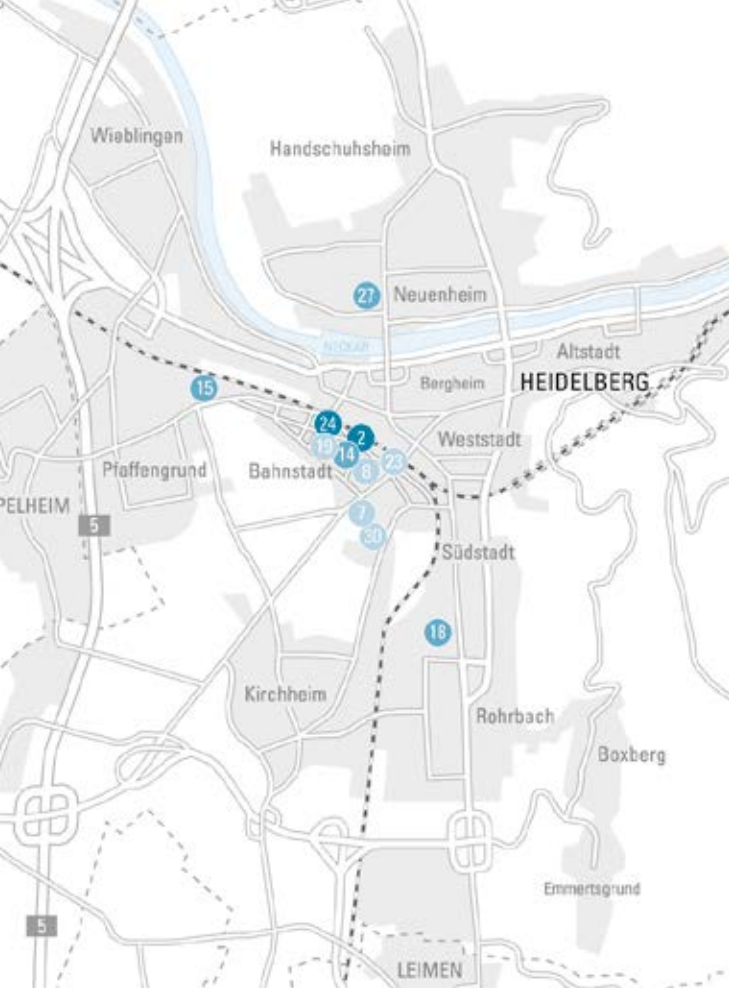 Wieblingen
Handschuhsheim
27
Neuenheim
NECKAR
Altstadt
15
Bergheim
HEIDELBERG
24
2
19
14
Weststadt
Pfaffengrund
Bahnstadt
8
23
PELHEIM
5
7
30
Südstadt
18
Kirchheim
Rohrbach
Boxberg
Emmertsgrund
5
LEIMEN